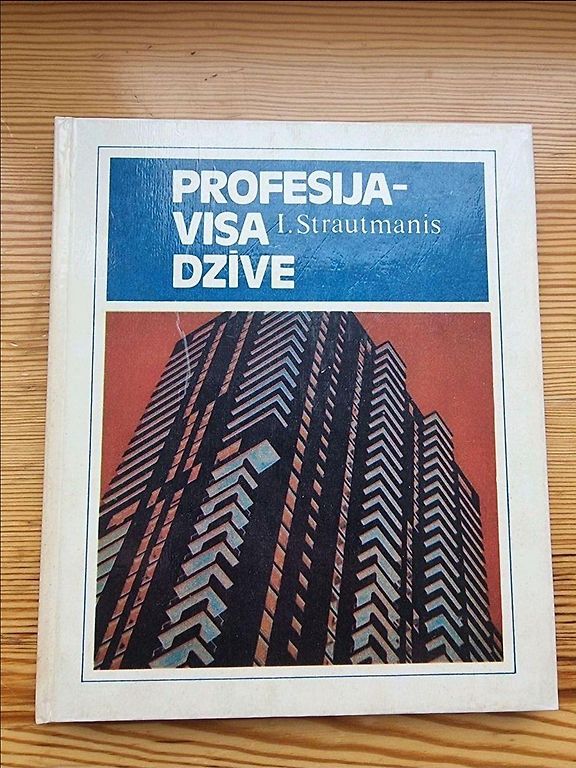 PROFESIJA-
VISA
I. Strautmanis
DZĪVE